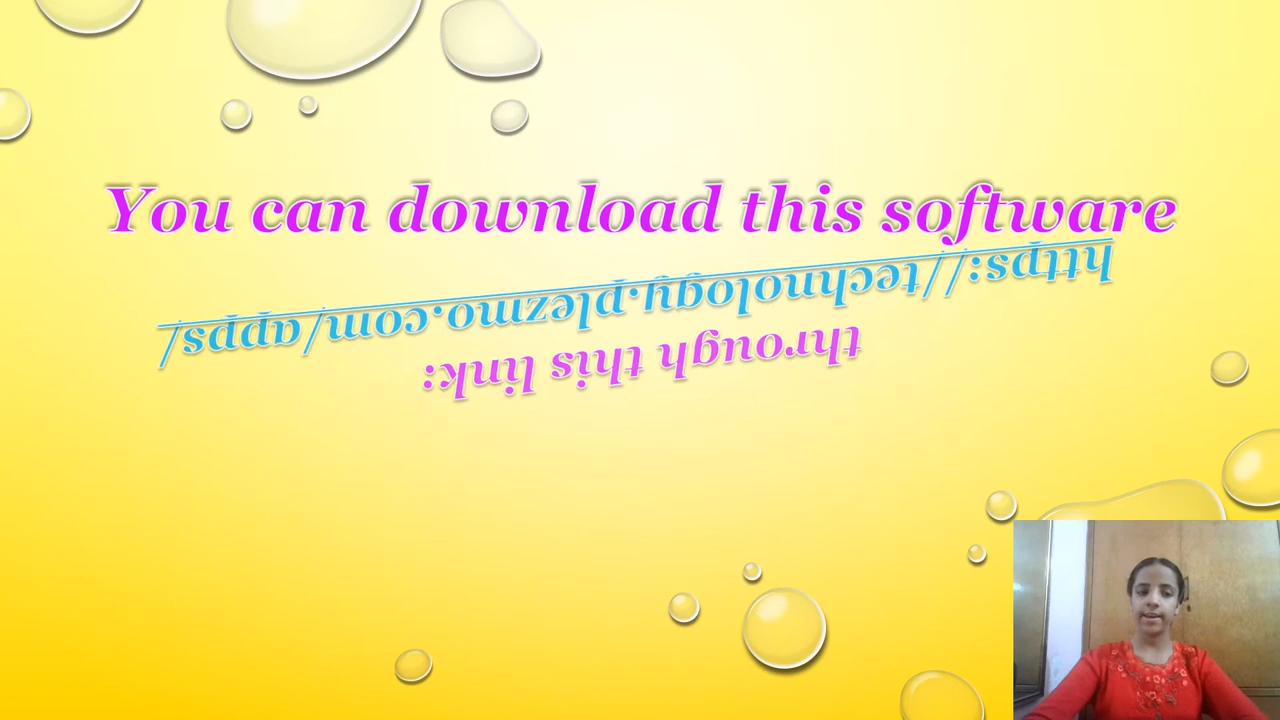 You can download this software
through this link:
https://technology.plezmo.com/apps/